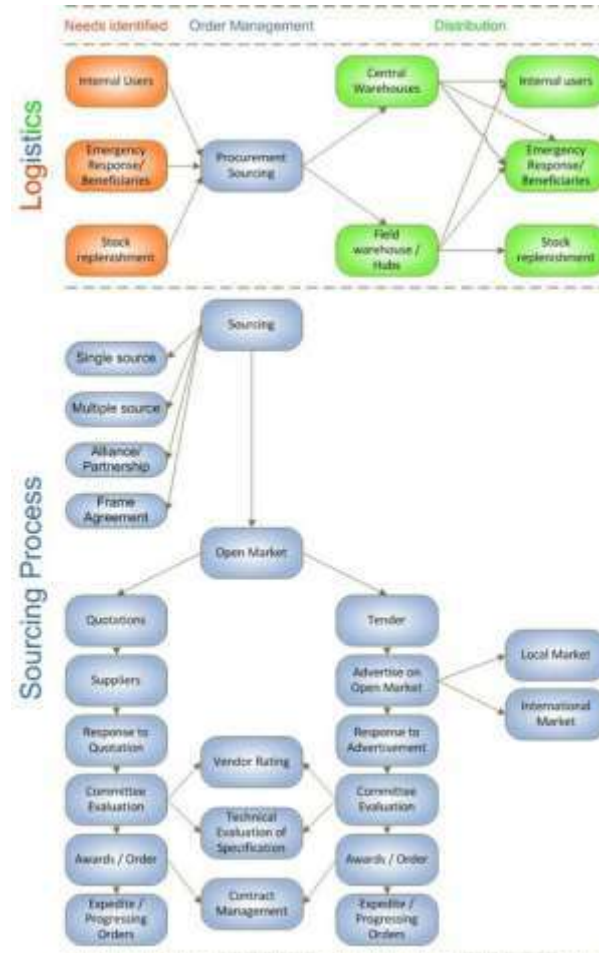 Needs identified
Order Management
Distribution
Logistics
Internal Users
Central
Warehouses
Internal users
Emergency
Response/
Beneficiaries
Procurement
Sourcing
Emergency
Response/
Beneficiaries
Stock
replenishment
Field
warehouse /
Hubs
Stock
replenishment
Sourcing Process
Sourcing
Single source
Multiple source
Alliance/
Partnership
Frame
Agreement
Open Market
Quotations
Tender
Suppliers
Advertise on
Open Market
Local Market
International
Market
Response to
Quotation
Response to
Advertisement
Vendor Rating
Committee
Evaluation
Technical
Evaluation of
Specification
Committee
Evaluation
Awards / Order
Awards / Order
Contract
Management
Expedite /
Progressing
Orders
Expedite /
Progressing
Orders